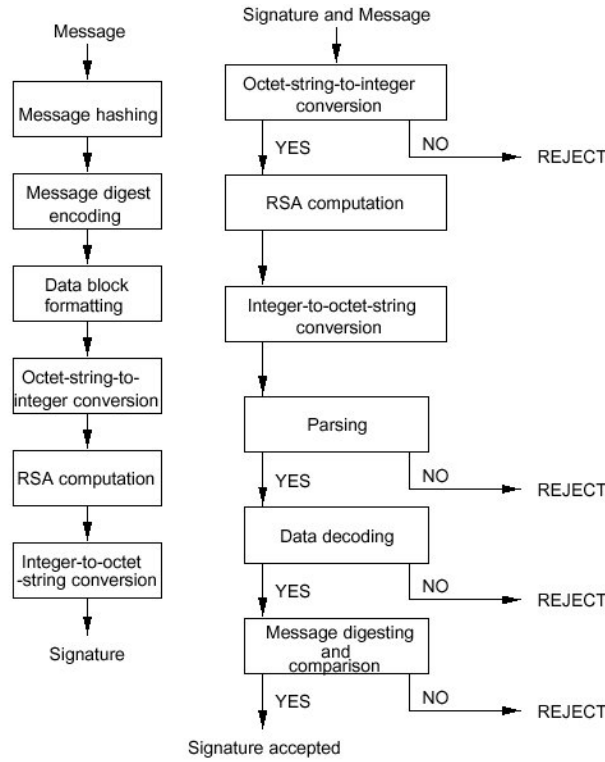 Message
Message hashing
Message digest
encoding
Data block
formatting
Octet-string-to-
integer conversion
RSA computation
Integer-to-octet
-string conversion
Signature
Signature and Message
Octet-string-to-integer
conversion
YES
NO
REJECT
RSA computation
Integer-to-octet-string
conversion
Parsing
YES
NO
REJECT
Data decoding
YES
NO
REJECT
Message digesting
and
comparison
YES
NO
REJECT
Signature accepted